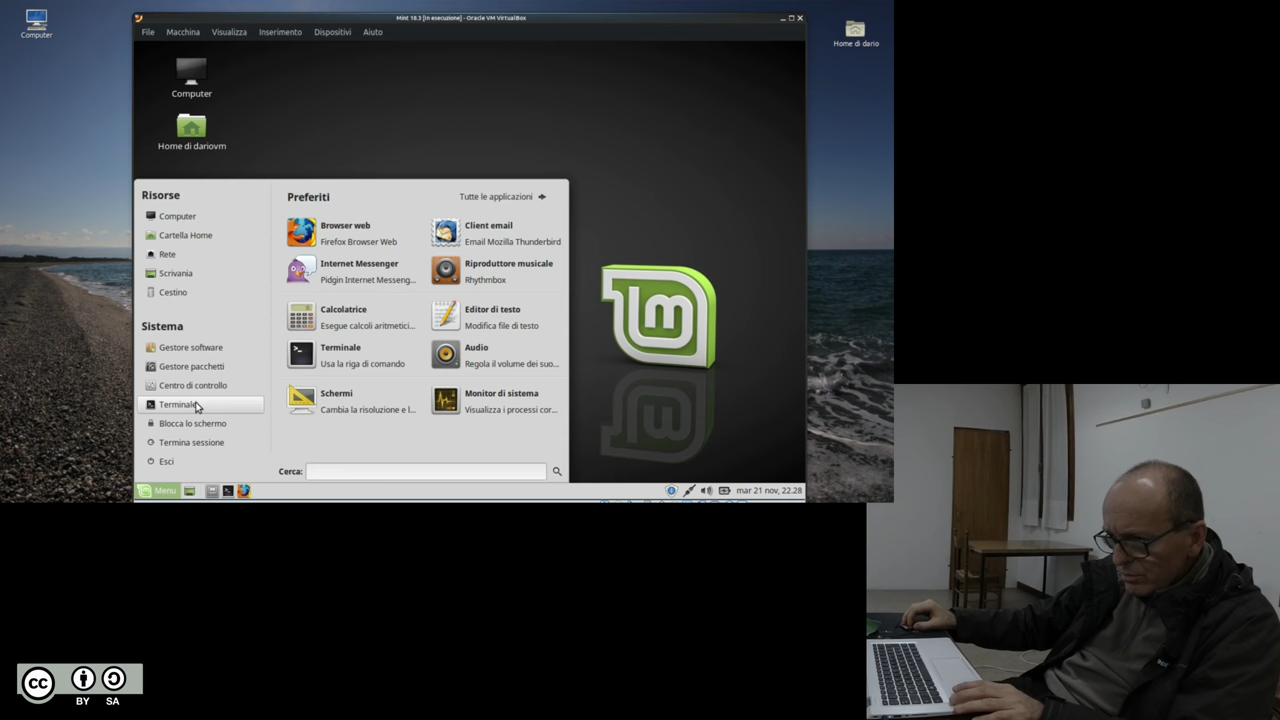 Mint 18.3 [In esecuzione] - Oracle VM VirtualBox
Computer
Home di dario
File Macchina Visualizza Inserimento Dispositivi Aiuto
Computer
Home di dariovm
Risorse
Computer
Cartella Home
Rete
Scrivania
Cestino
Sistema
Gestore software
Gestore pacchetti
Centro di controllo
Terminale
Blocca lo schermo
Termina sessione
Esci
Preferiti
Tutte le applicazioni
Browser web
Firefox Browser Web
Client email
Email Mozilla Thunderbird
Internet Messenger
Pidgin Internet Messeng...
Riproduttore musicale
Rhythmbox
Calcolatrice
Esegue calcoli aritmetici...
Editor di testo
Modifica file di testo
Terminale
Usa la riga di comando
Audio
Regola il volume dei suo...
Schermi
Cambia la risoluzione e l...
Monitor di sistema
Visualizza i processi cor...
Cerca:
Menu
mar 21 nov, 22.28
cc
BY SA